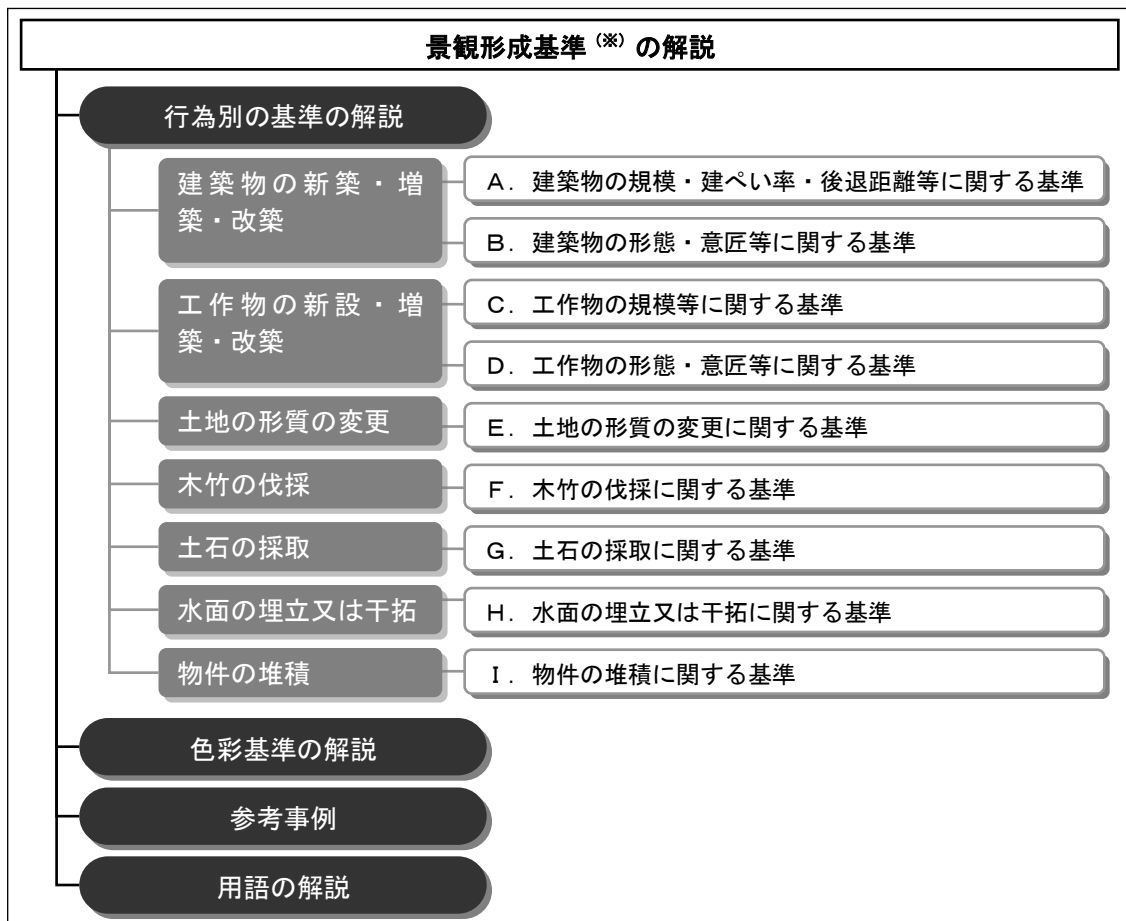 景観形成基準(※)の解説
行為別の基準の解説
建築物の新築・増
築・改築
A．建築物の規模・建ぺい率・後退距離等に関する基準
B．建築物の形態・意匠等に関する基準
工作物の新設・増
築・改築
C．工作物の規模等に関する基準
D．工作物の形態・意匠等に関する基準
土地の形質の変更
E．土地の形質の変更に関する基準
木竹の伐採
F．木竹の伐採に関する基準
土石の採取
G．土石の採取に関する基準
水面の埋立又は干拓
H．水面の埋立又は干拓に関する基準
物件の堆積
I．物件の堆積に関する基準
色彩基準の解説
参考事例
用語の解説